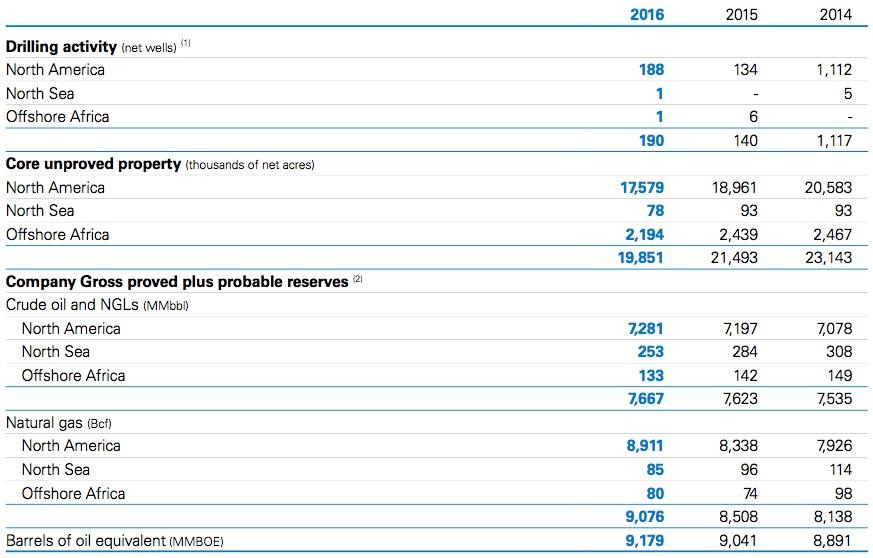 2016 2015 2014
Drilling activity (net wells) (1)
North America 188 134 1,112
North Sea 1 - 5
Offshore Africa 1 6 -
190 140 1,117
Core unproved property (thousands of net acres)
North America 17,579 18,961 20,583
North Sea 78 93 93
Offshore Africa 2,194 2,439 2,467
19,851 21,493 23,143
Company Gross proved plus probable reserves (2)
Crude oil and NGLs (MMbbl)
North America 7,281 7,197 7,078
North Sea 253 284 308
Offshore Africa 133 142 149
7,667 7,623 7,535
Natural gas (Bcf)
North America 8,911 8,338 7,926
North Sea 85 96 114
Offshore Africa 80 74 98
9,076 8,508 8,138
Barrels of oil equivalent (MMBOE) 9,179 9,041 8,891